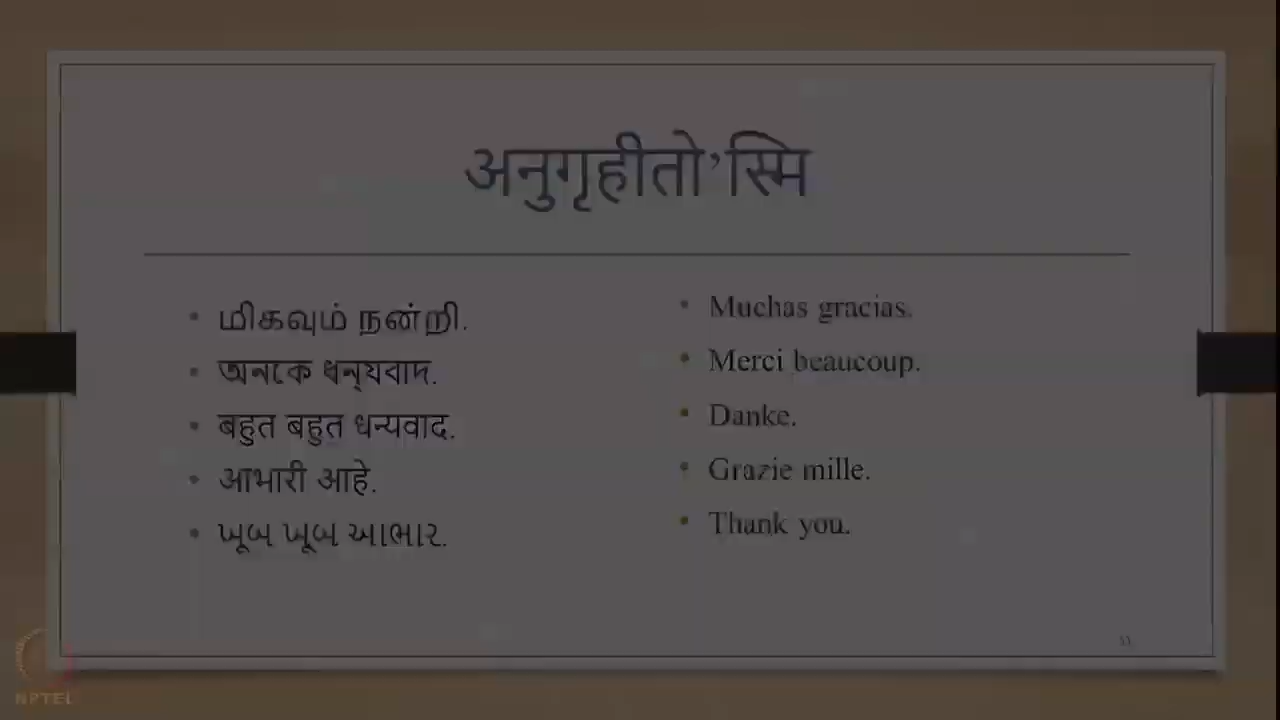 अनुगृहीतो’स्मि
மிகவும் நன்றி.
অনেক ধন্যবাদ.
बहुत बहुत धन्यवाद.
आभारी आहे.
ખૂબ ખૂબ આભાર.
Muchas gracias.
Merci beaucoup.
Danke.
Grazie mille.
Thank you.
NPTEL